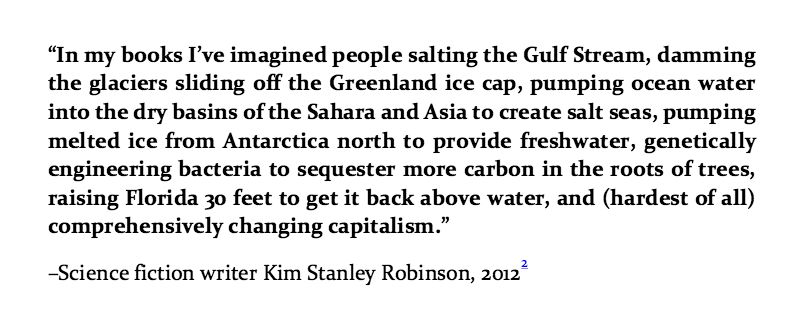 “In my books I’ve imagined people salting the Gulf Stream, damming
the glaciers sliding off the Greenland ice cap, pumping ocean water
into the dry basins of the Sahara and Asia to create salt seas, pumping
melted ice from Antarctica north to provide freshwater, genetically
engineering bacteria to sequester more carbon in the roots of trees,
raising Florida 30 feet to get it back above water, and (hardest of all)
comprehensively changing capitalism.”
–Science fiction writer Kim Stanley Robinson, 2012²